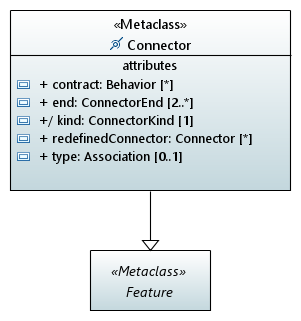 «Metaclass»
Connector
attributes
+ contract: Behavior [*]
+ end: ConnectorEnd [2..*]
+/ kind: ConnectorKind [1]
+ redefinedConnector: Connector [*]
+ type: Association [0..1]
«Metaclass»
Feature